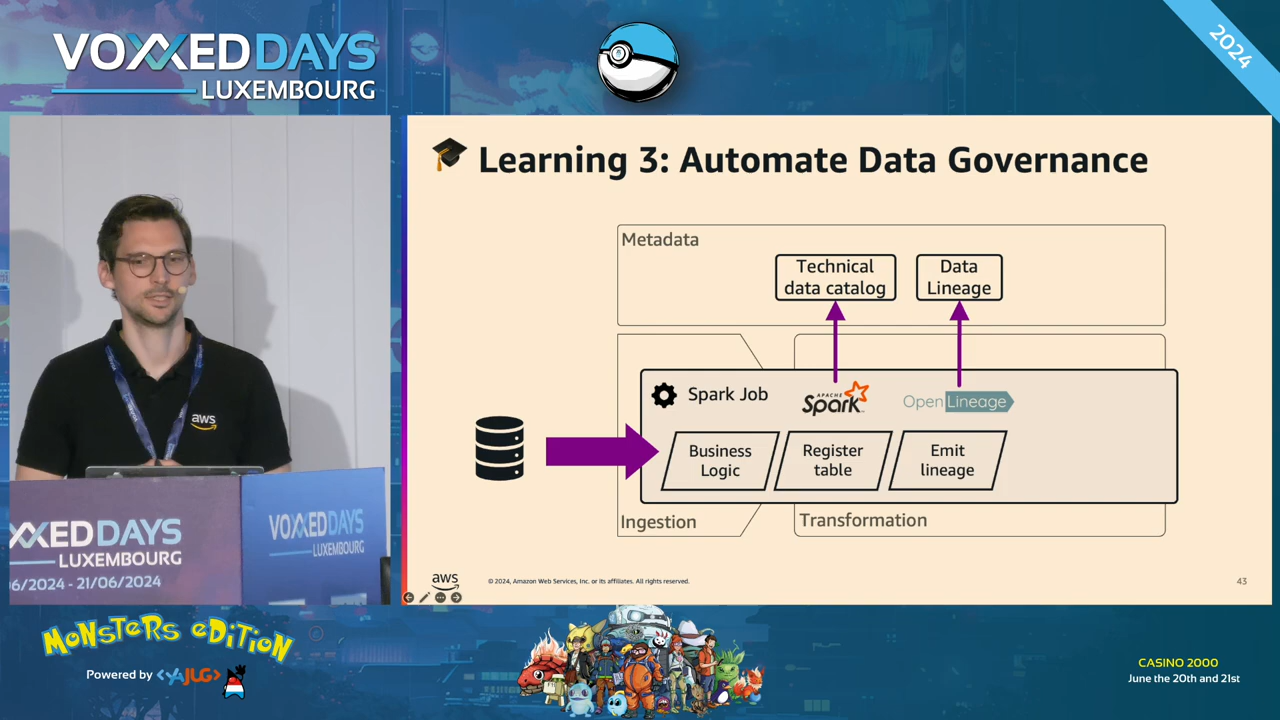 VOXXEDDAYS
LUXEMBOURG
2024
Learning 3: Automate Data Governance
Metadata
Technical
data catalog
Data
Lineage
Spark Job
APACHE
Spark
OpenLineage
Business
Logic
Register
table
Emit
lineage
Ingestion
Transformation
aws
© 2024, Amazon Web Services, Inc. or its affiliates. All rights reserved.
43
aws
XXEDDAYS
LUXEMBOURG
06/2024 - 21/06/2024
VOXXEDDAYS
LUXEMBOURG
MONSTERS EDITION
Powered by <YAJUG>
CASINO 2000
June the 20th and 21st